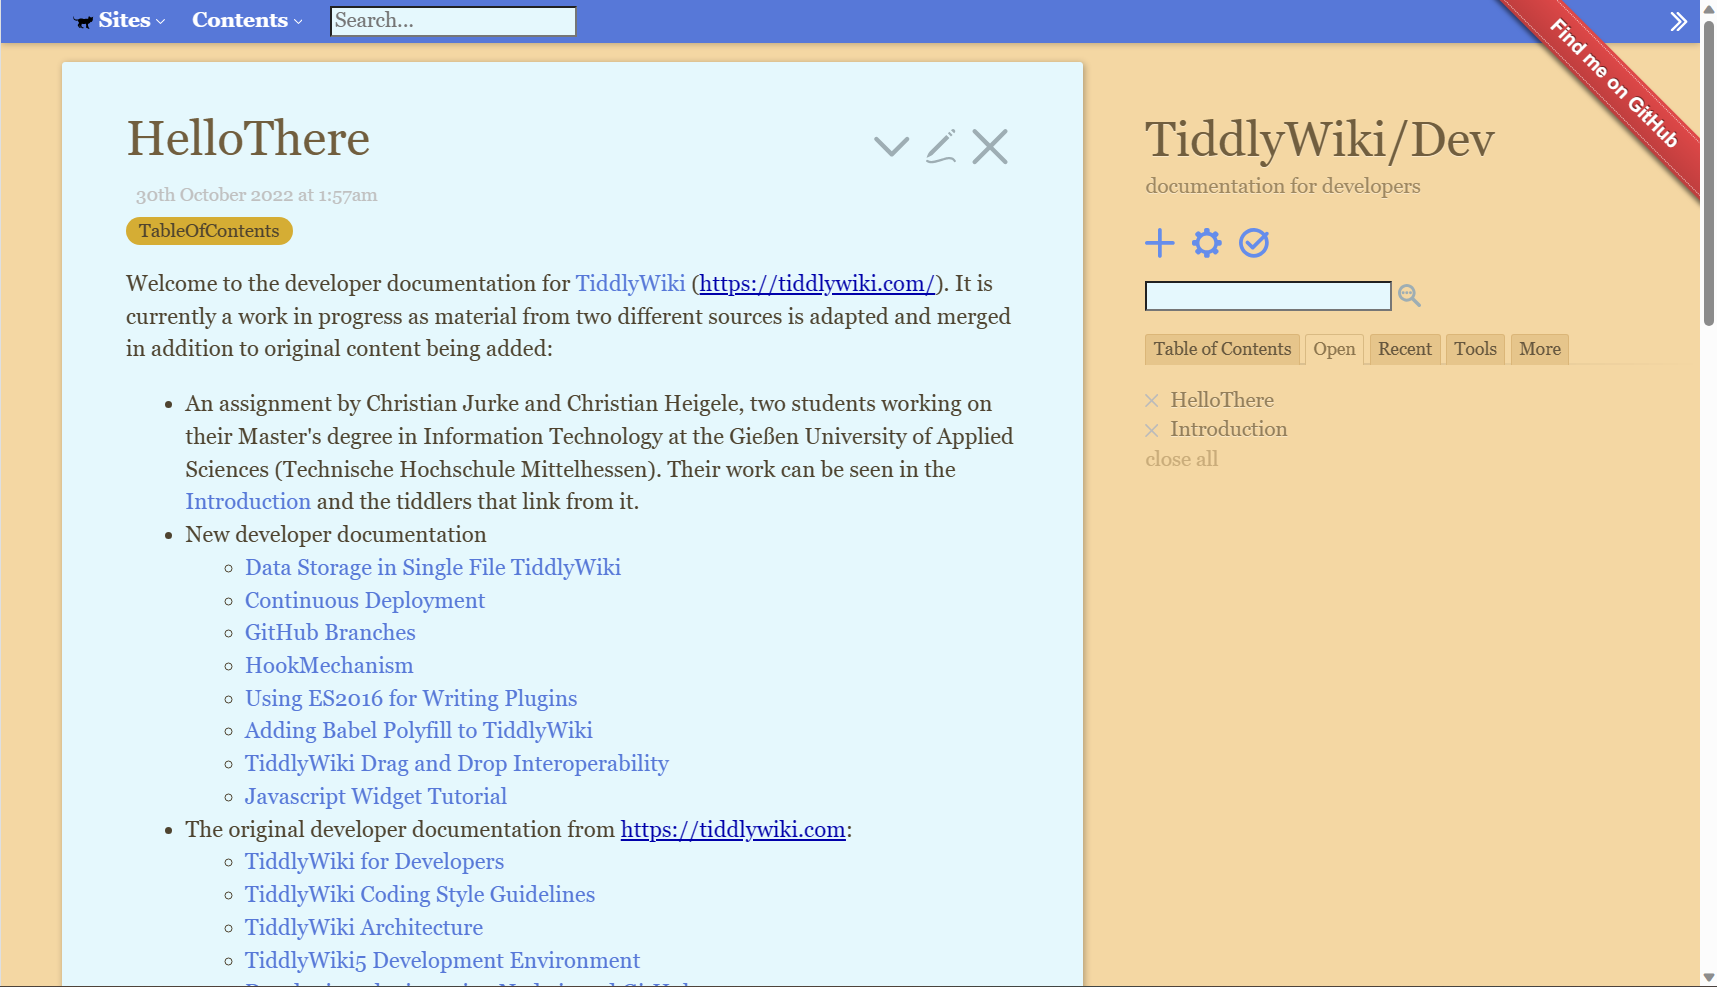 Sites
Contents
Search...
Find me on GitHub
HelloThere
30th October 2022 at 1:57am
TableOfContents
Welcome to the developer documentation for TiddlyWiki (https://tiddlywiki.com/). It is
currently a work in progress as material from two different sources is adapted and merged
in addition to original content being added:
An assignment by Christian Jurke and Christian Heigele, two students working on
their Master's degree in Information Technology at the Gießen University of Applied
Sciences (Technische Hochschule Mittelhessen). Their work can be seen in the
Introduction and the tiddlers that link from it.
New developer documentation
Data Storage in Single File TiddlyWiki
Continuous Deployment
GitHub Branches
HookMechanism
Using ES2016 for Writing Plugins
Adding Babel Polyfill to TiddlyWiki
TiddlyWiki Drag and Drop Interoperability
Javascript Widget Tutorial
The original developer documentation from https://tiddlywiki.com:
TiddlyWiki for Developers
TiddlyWiki Coding Style Guidelines
TiddlyWiki Architecture
TiddlyWiki5 Development Environment
TiddlyWiki/Dev
documentation for developers
Table of Contents
Open
Recent
Tools
More
HelloThere
Introduction
close all